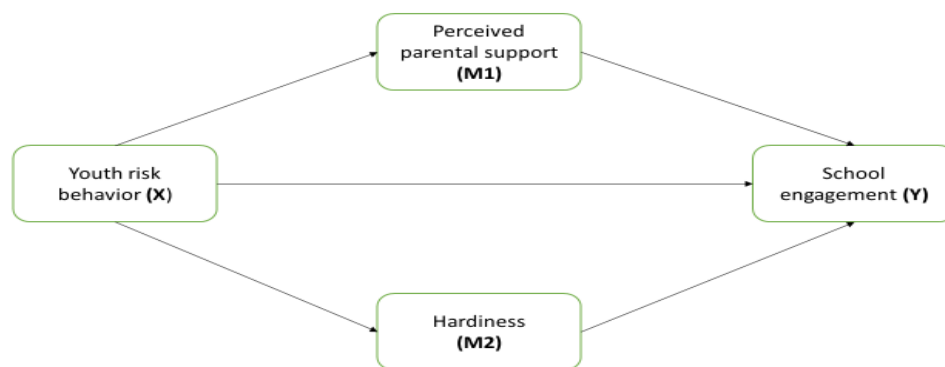 Perceived
parental support
(M1)
Youth risk
behavior (X)
School
engagement (Y)
Hardiness
(M2)